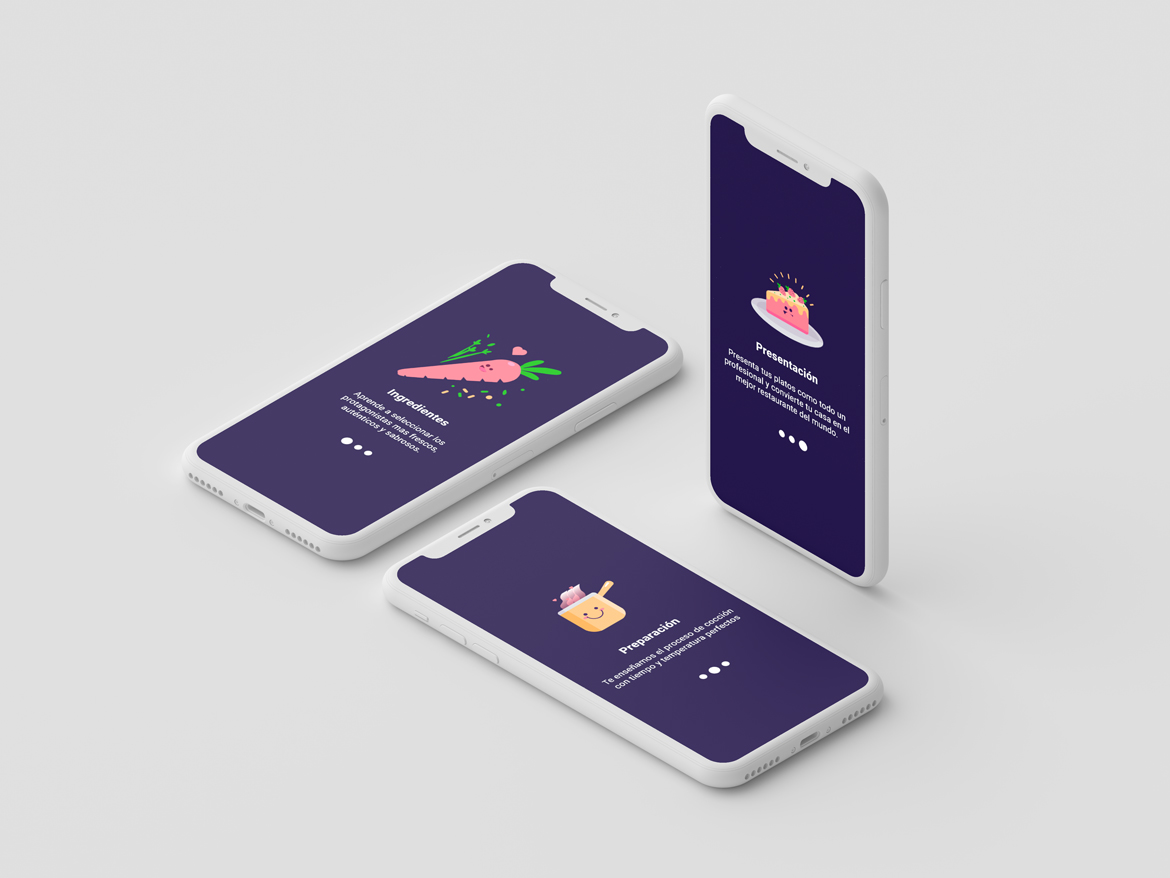 Ingredientes
Aprende a seleccionar los
protagonistas mas frescos,
auténticos y sabrosos.
Presentación
Presenta tus platos como todo un
profesional y convierte tu casa en el
mejor restaurante del mundo.
Preparación
Te enseñamos el proceso de cocción
con tiempo y temperatura perfectos